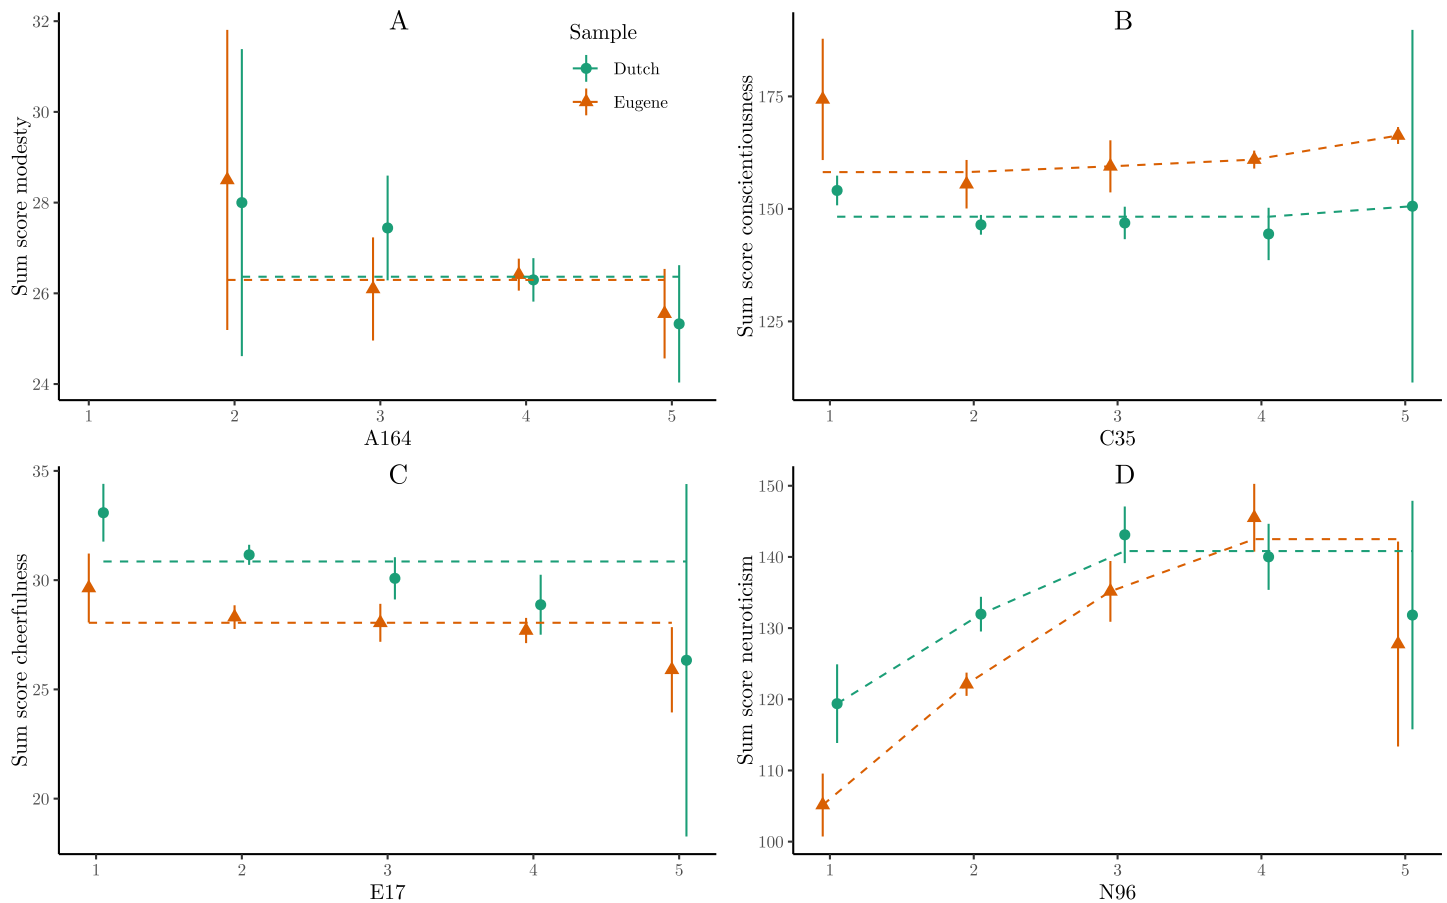 A
Sample
Dutch
Eugene
Sum score modesty
32
30
28
26
24
1 2 3 4 5
A164
B
Sum score conscientiousness
175
150
125
1 2 3 4 5
C35
C
Sum score cheerfulness
35
30
25
20
1 2 3 4 5
E17
D
Sum score neuroticism
150
140
130
120
110
100
1 2 3 4 5
N96